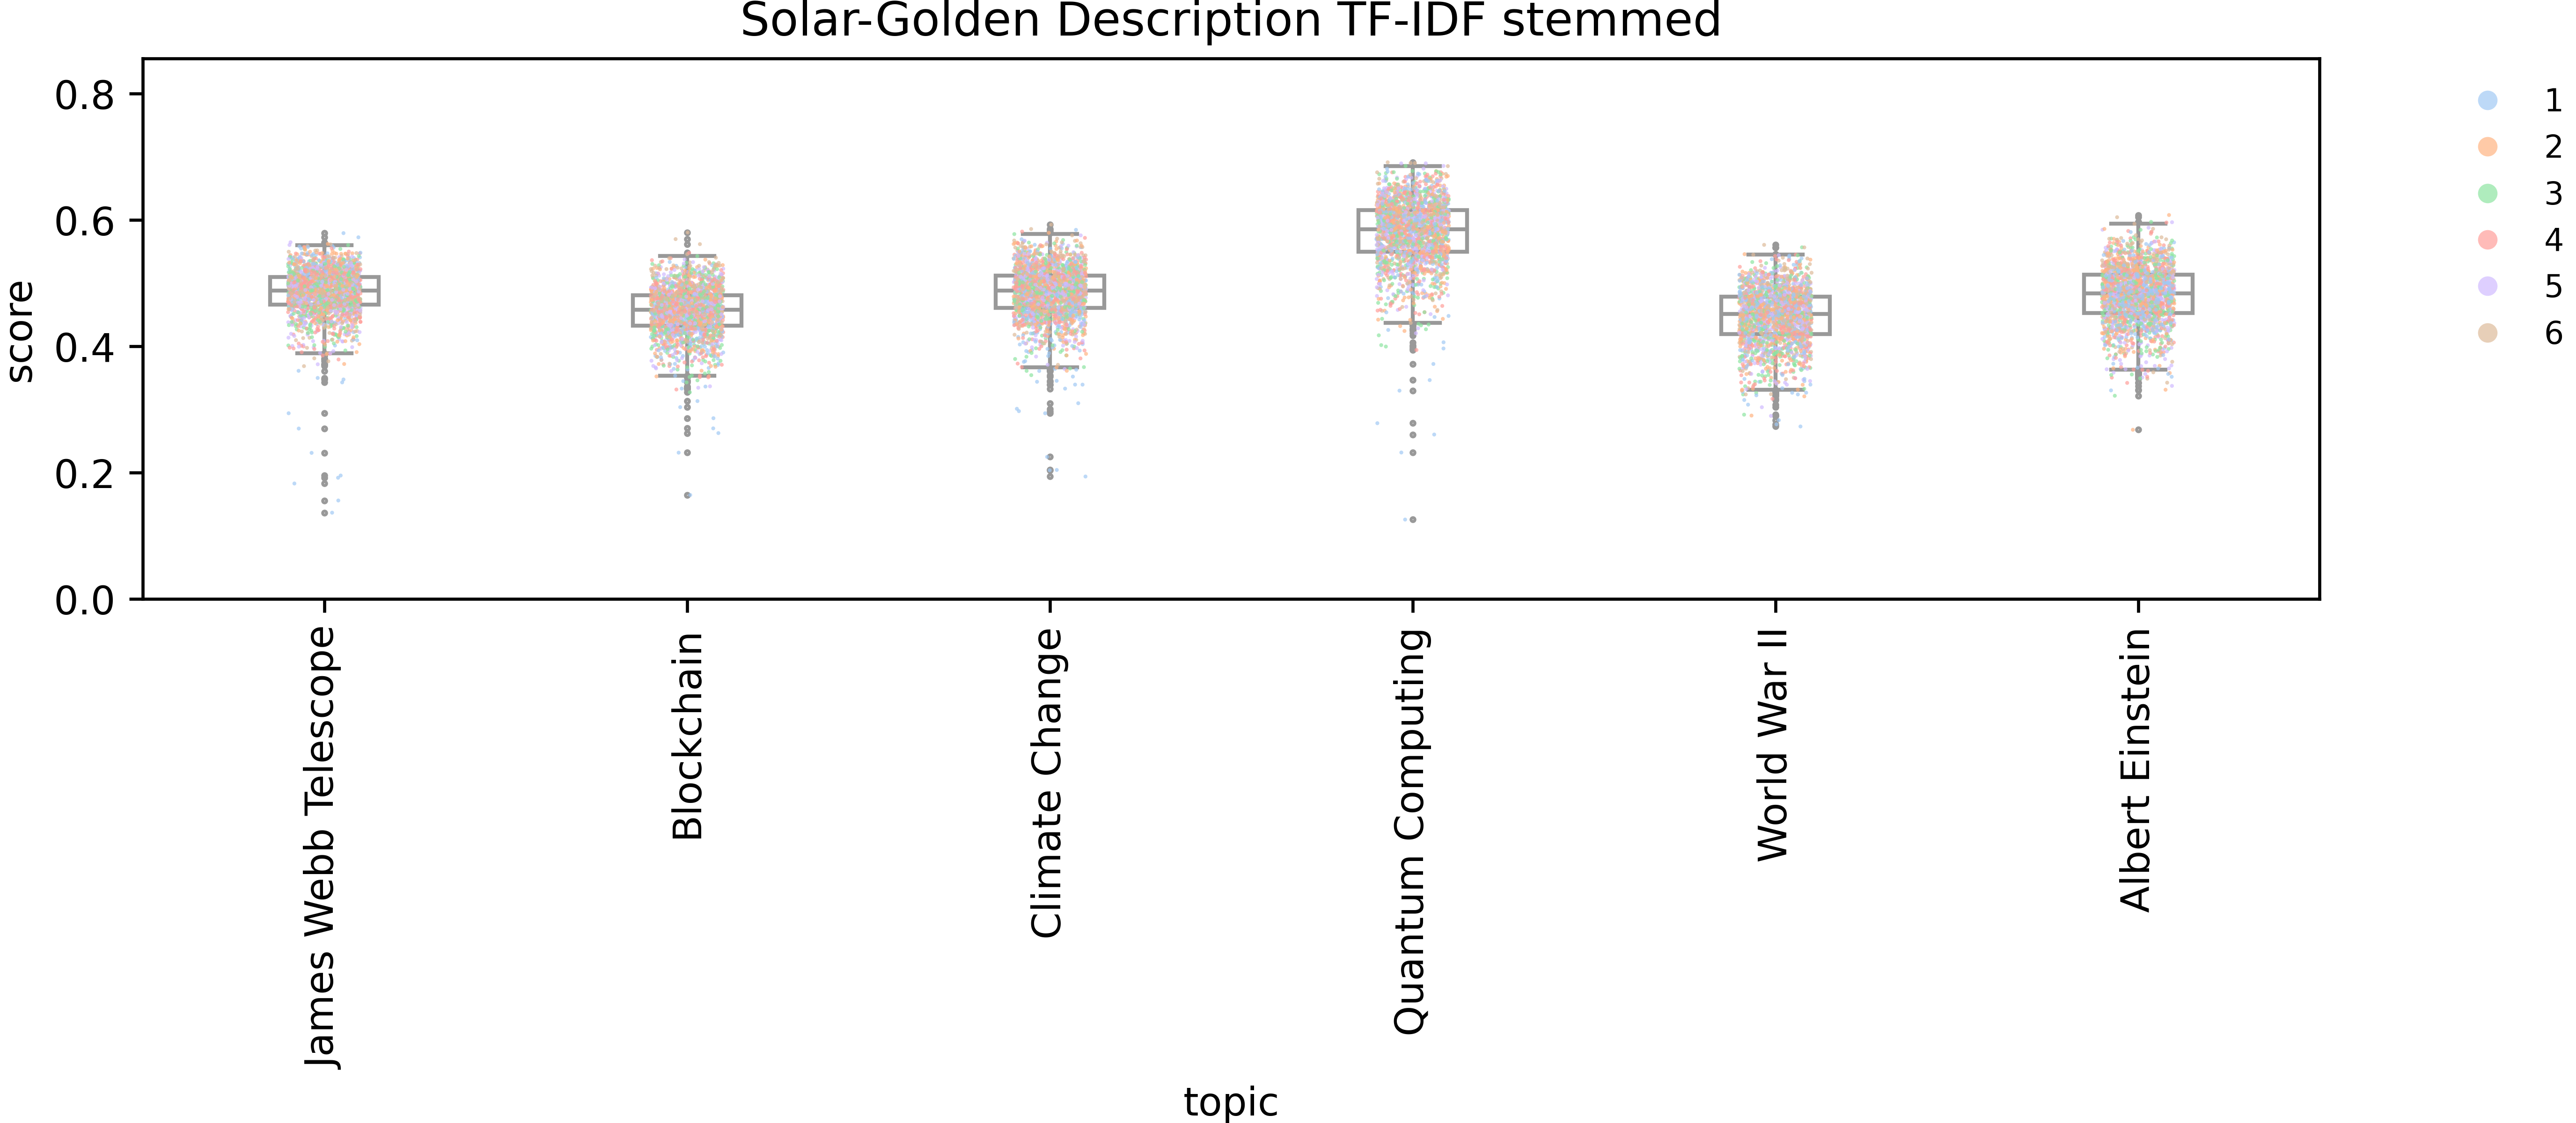 Solar-Golden Description TF-IDF stemmed
score
0.8
0.6
0.4
0.2
0.0
James Webb Telescope
Blockchain
Climate Change
Quantum Computing
World War II
Albert Einstein
topic
1
2
3
4
5
6